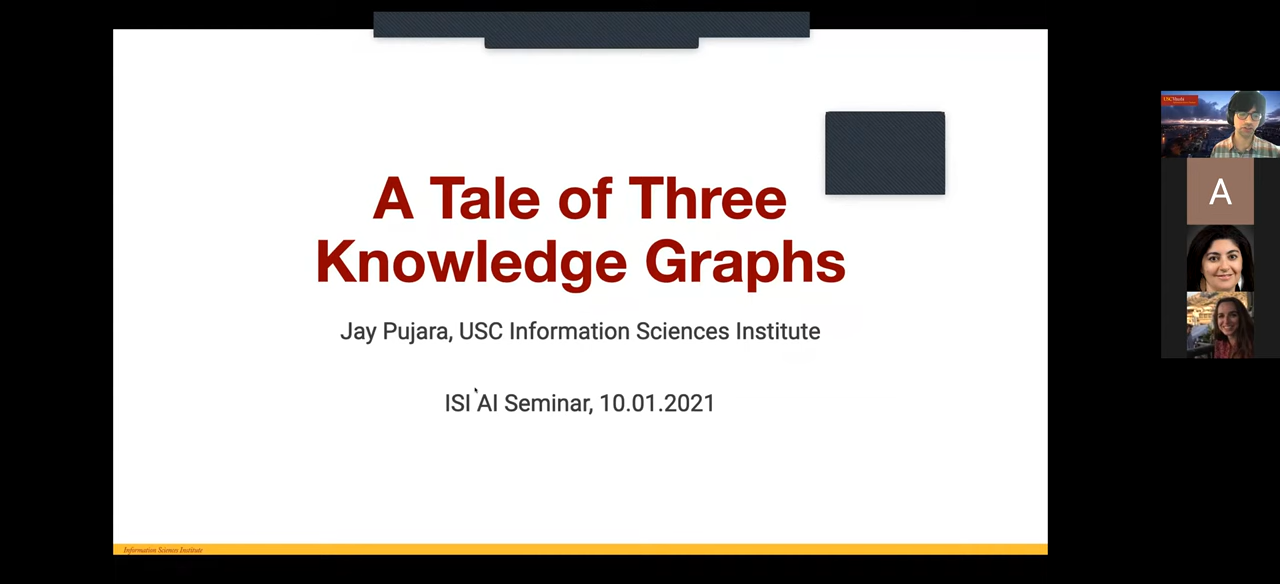 A Tale of Three
Knowledge Graphs
Jay Pujara, USC Information Sciences Institute
ISI AI Seminar, 10.01.2021
Information Sciences Institute
A